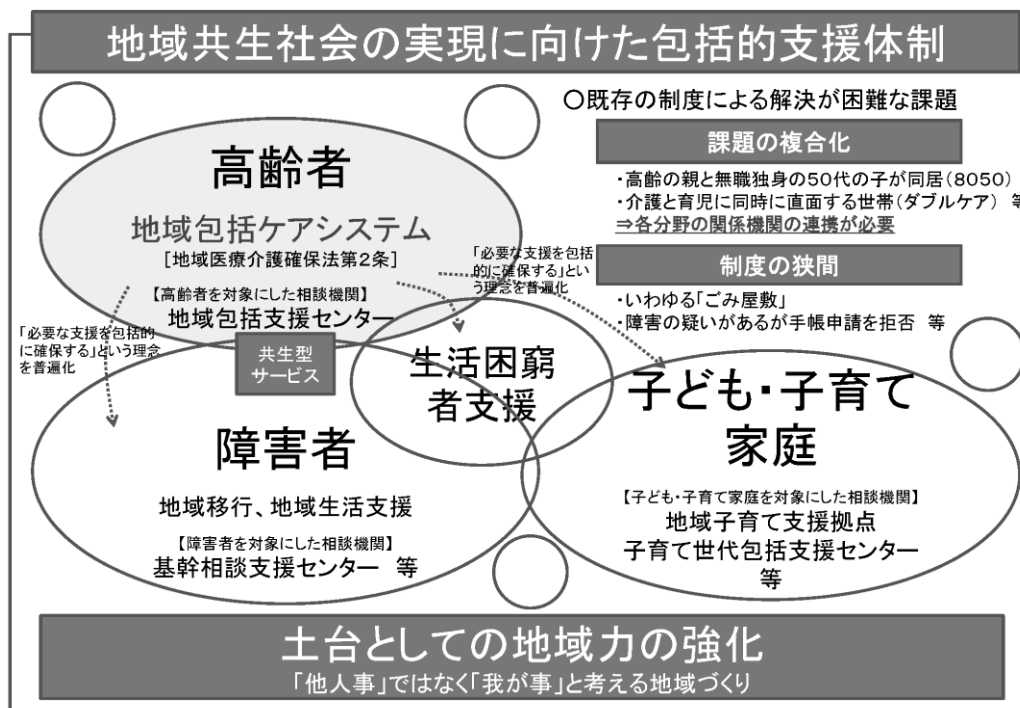 地域共生社会の実現に向けた包括的支援体制
○既存の制度による解決が困難な課題
課題の複合化
・高齢の親と無職独身の50代の子が同居(8050)
・介護と育児に同時に直面する世帯(ダブルケア) 等
⇒各分野の関係機関の連携が必要
制度の狭間
・いわゆる「ごみ屋敷」
・障害の疑いがあるが手帳申請を拒否 等
高齢者
地域包括ケアシステム
[地域医療介護確保法第2条]
【高齢者を対象にした相談機関】
地域包括支援センター
「必要な支援を包括
的に確保する」とい
う理念を普遍化
「必要な支援を包括的
に確保する」という理念
を普遍化
共生型
サービス
生活困窮
者支援
障害者
地域移行、地域生活支援
【障害者を対象にした相談機関】
基幹相談支援センター 等
子ども・子育て
家庭
【子ども・子育て家庭を対象にした相談機関】
地域子育て支援拠点
子育て世代包括支援センター
等
土台としての地域力の強化
「他人事」ではなく「我が事」と考える地域づくり